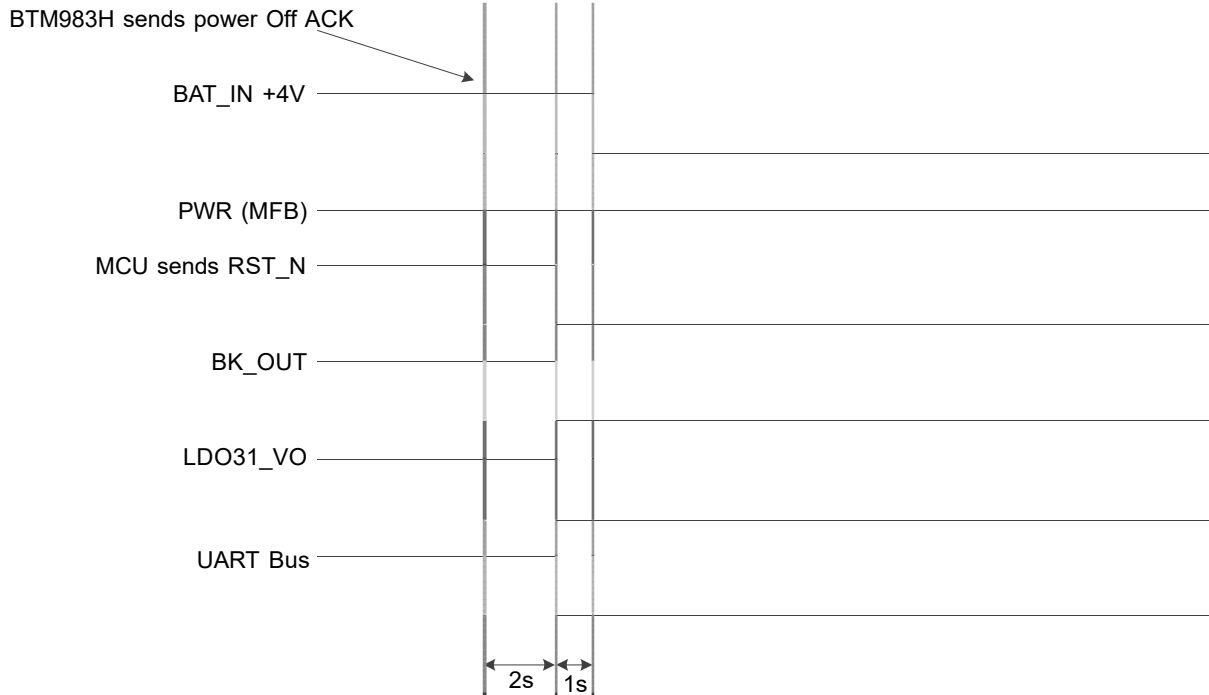 BTM983H sends power Off ACK
BAT_IN +4V
PWR (MFB)
MCU sends RST_N
BK_OUT
LDO31_VO
UART Bus
2s
1s